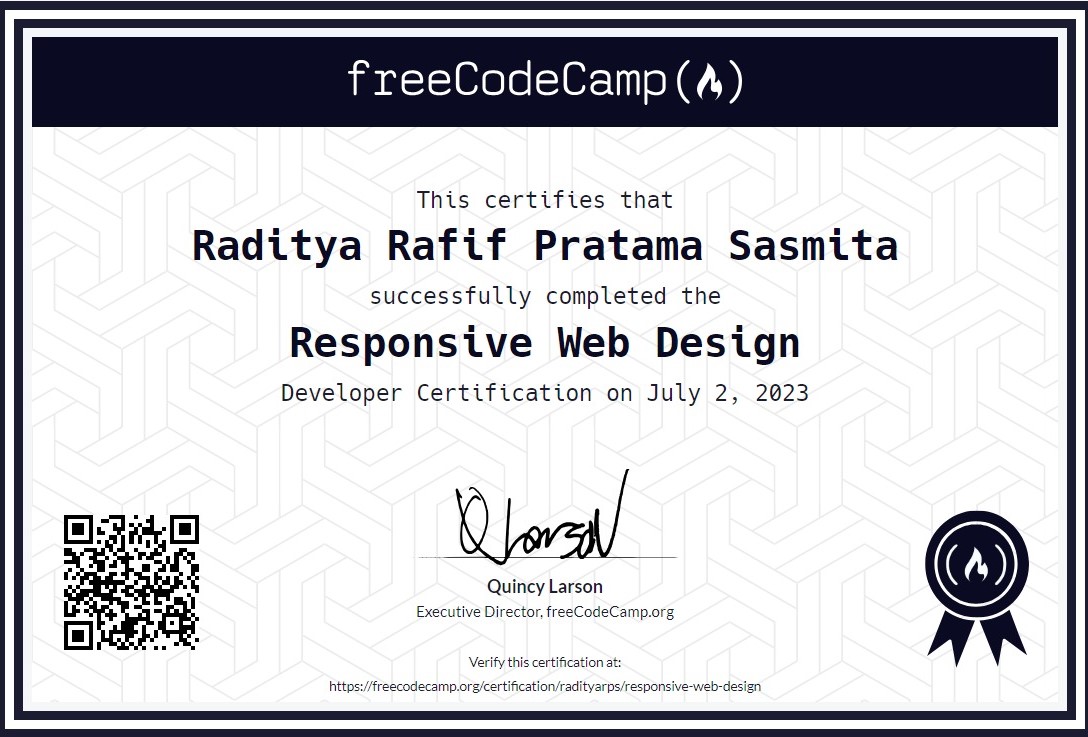 freeCodeCamp
This certifies that
Raditya Rafif Pratama Sasmita
successfully completed the
Responsive Web Design
Developer Certification on July 2, 2023
Q Larson
Quincy Larson
Executive Director, freeCodeCamp.org
Verify this certification at:
https://freecodecamp.org/certification/radityarps/responsive-web-design